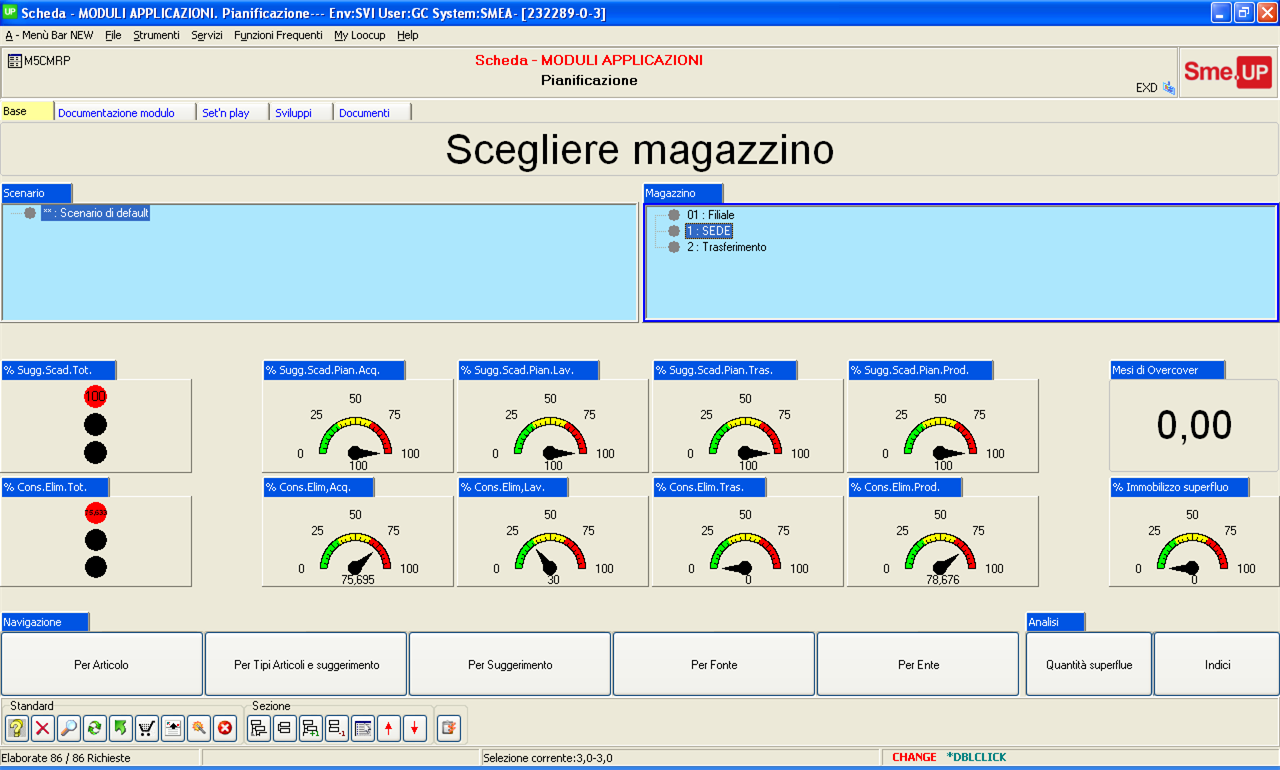 UP Scheda - MODULI APPLICAZIONI. Pianificazione--- Env:SVI User:GC System:SMEA- [232289-0-3]
A - Menù Bar NEW File Strumenti Servizi Funzioni Frequenti My Loocup Help
M5CMRP
Scheda - MODULI APPLICAZIONI
Pianificazione
EXD
Sme.UP
Base Documentazione modulo Set'n play Sviluppi Documenti
Scegliere magazzino
Scenario Magazzino
** : Scenario di default
01 : Filiale
1 : SEDE
2 : Trasferimento
% Sugg.Scad.Tot. % Sugg.Scad.Pian.Acq. % Sugg.Scad.Pian.Lav. % Sugg.Scad.Pian.Tras. % Sugg.Scad.Pian.Prod. Mesi di Overcover
100
0 25 50 75 100
100
0 25 50 75 100
100
0 25 50 75 100
100
0 25 50 75 100
100
0,00
% Cons.Elim.Tot. % Cons.Elim,Acq. % Cons.Elim,Lav. % Cons.Elim.Tras. % Cons.Elim.Prod. % Immobilizzo superfluo
0 25 50 75 100
75,695
0 25 50 75 100
30
0 25 50 75 100
0
0 25 50 75 100
78,676
0 25 50 75 100
0
Navigazione Analisi
Per Articolo Per Tipi Articoli e suggerimento Per Suggerimento Per Fonte Per Ente Quantità superflue Indici
Standard Sezione
Elaborate 86 / 86 Richieste Selezione corrente:3,0-3,0 CHANGE *DBLCLICK